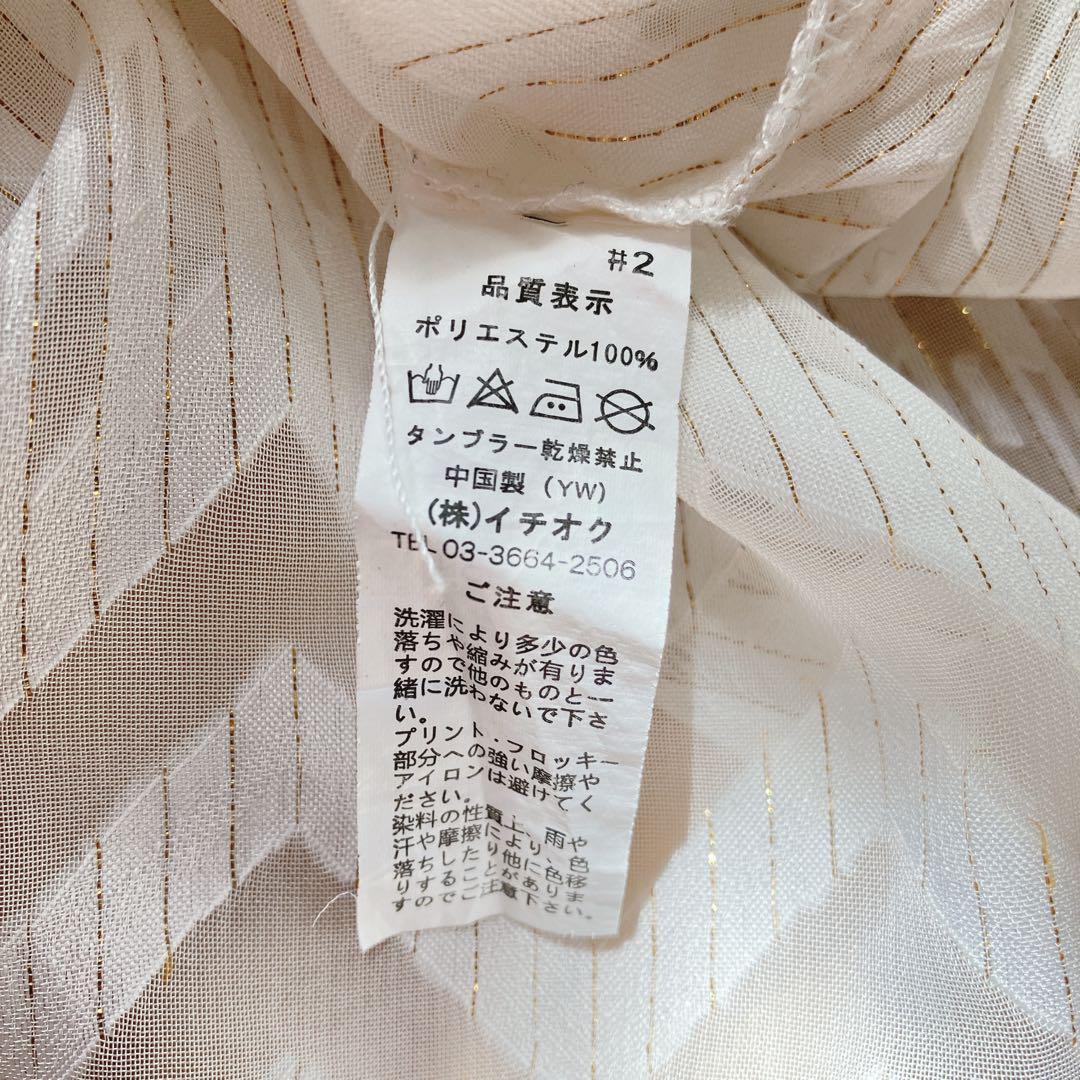 #2
品質表示
ポリエステル100%
タンブラー乾燥禁止
中国製 (YW)
(株)イチオク
TEL 03-3664-2506
ご注意
洗濯により多少の色
落ちや縮みが有りま
すので他のものと一
緒に洗わないで下さ
い。
プリント・フロッキー
部分への強い摩擦や
アイロンは避けてく
ださい。
染料の性質上、雨や
汗や摩擦により、色
落ちしたり他に色移
りすることがありま
すのでご注意下さい。